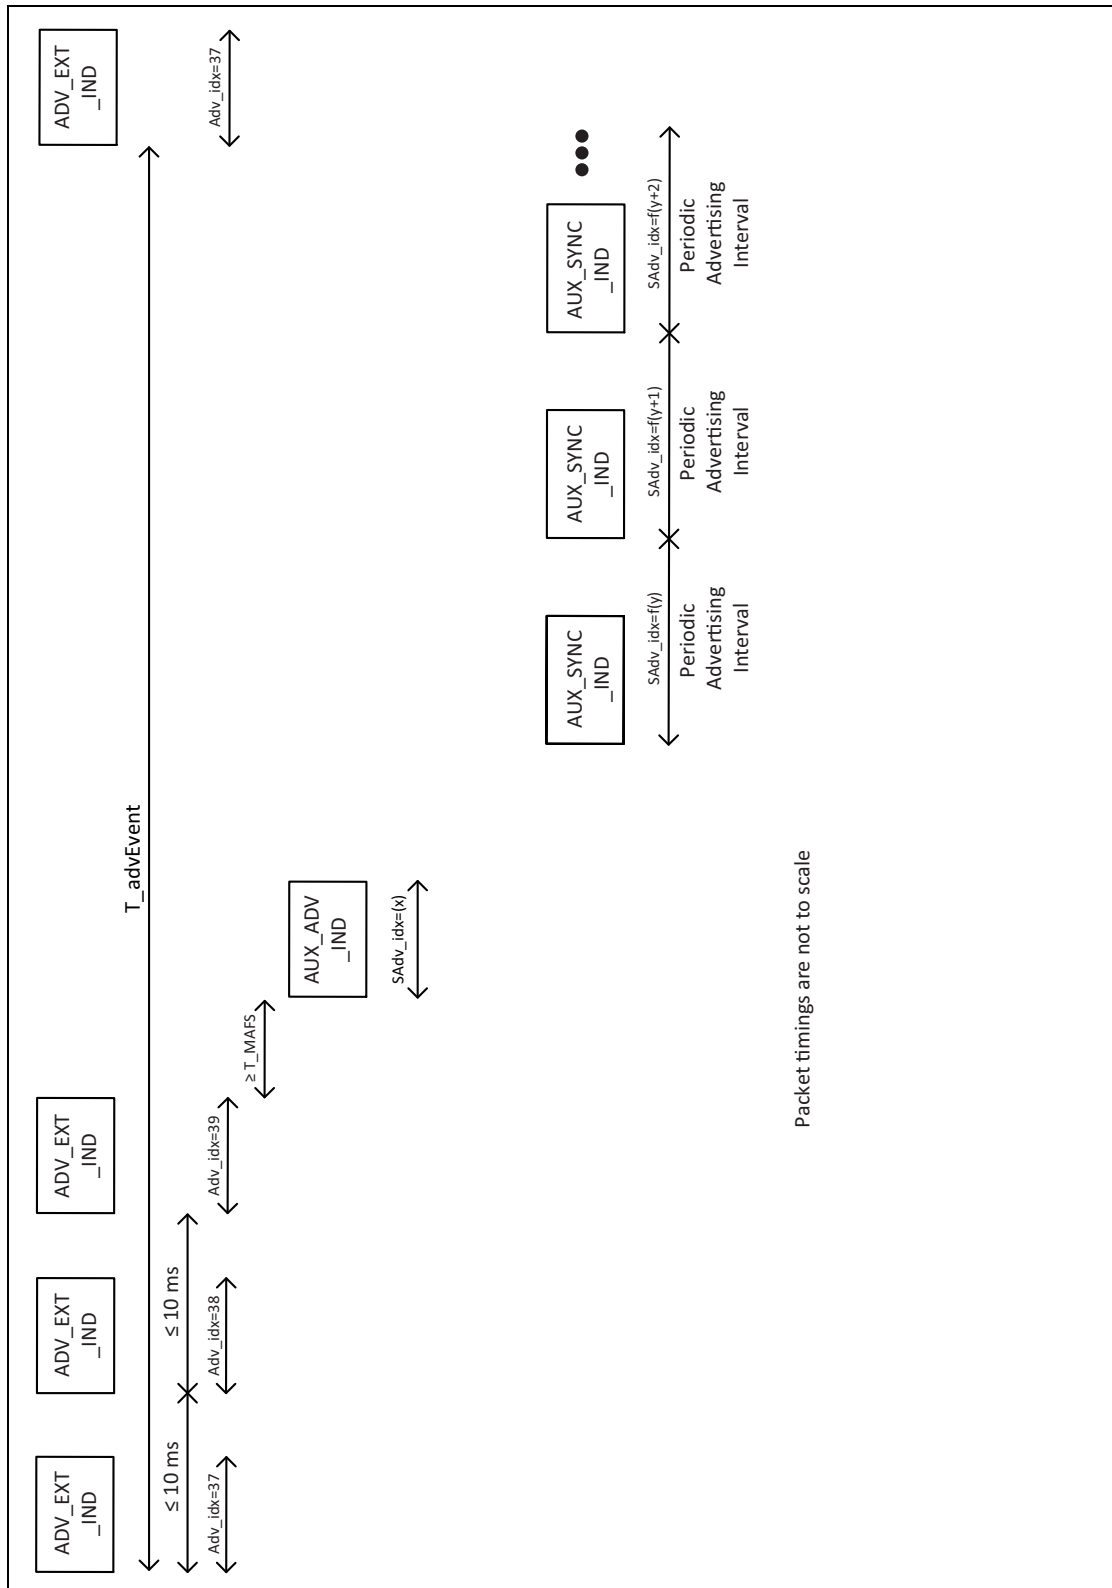 ADV_EXT
_IND
ADV_EXT
_IND
ADV_EXT
_IND
ADV_EXT
_IND
T_advEvent
≤ 10 ms
≤ 10 ms
Adv_idx=37
Adv_idx=38
Adv_idx=39
Adv_idx=37
≥ T_MAFS
AUX_ADV
_IND
SAdv_idx=(x)
AUX_SYNC
_IND
AUX_SYNC
_IND
AUX_SYNC
_IND
SAdv_idx=f(y)
SAdv_idx=f(y+1)
SAdv_idx=f(y+2)
Periodic
Advertising
Interval
Periodic
Advertising
Interval
Periodic
Advertising
Interval
Packet timings are not to scale